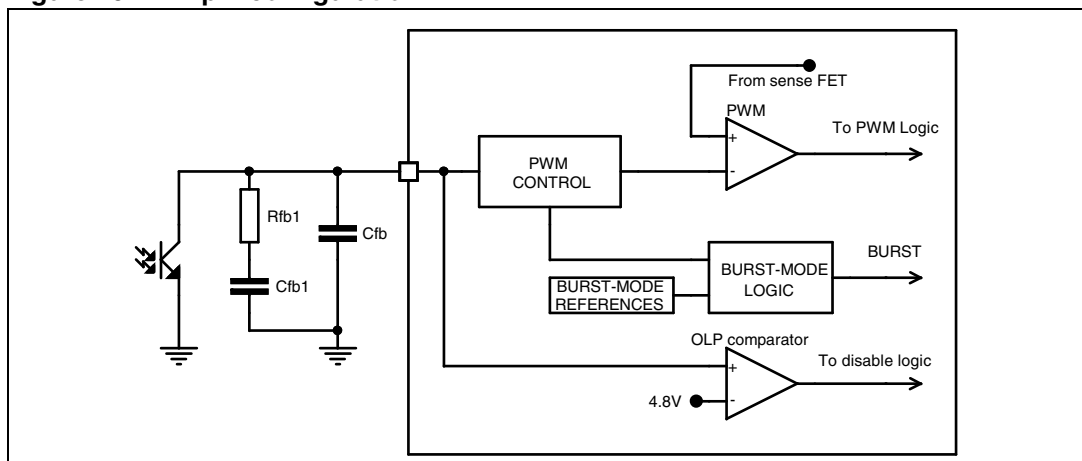 From sense FET
PWM
To PWM Logic
+
-
PWM
CONTROL
Rfb1
Cfb
Cfb1
BURST
BURST-MODE
LOGIC
BURST-MODE
REFERENCES
OLP comparator
To disable logic
+
-
4.8V